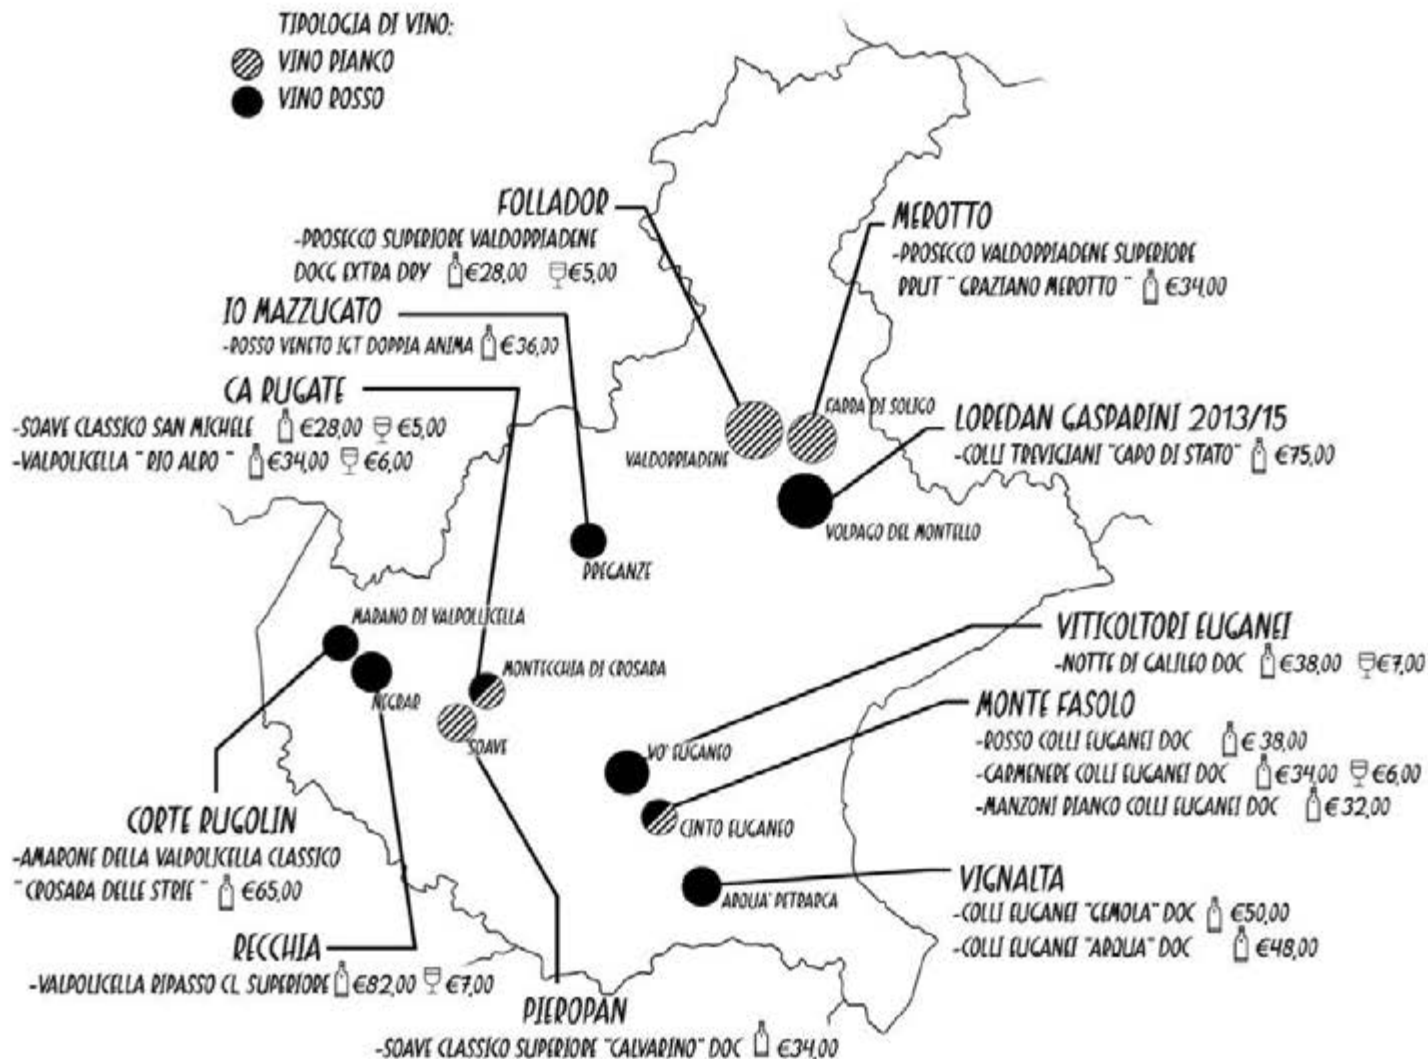 TIPOLOGIA DI VINO:
VINO BIANCO
VINO ROSSO
FOLLADOR
-PROSECCO SUPERIORE VALDOBBIADENE
DOCG EXTRA DRY €28,00 €5,00
MEROTTO
-PROSECCO VALDOBBIADENE SUPERIORE
BRUT "GRAZIANO MEROTTO" €34,00
IO MAZZUCATO
-ROSSO VENETO IGT DOPPIA ANIMA €36,00
CA RUGATE
-SOAVE CLASSICO SAN MICHELE €28,00 €5,00
-VALPOLICELLA "RIO ALBO" €34,00 €6,00
FARRA DI SOLIGO
VALDOBBIADENE
LOREDAN GASPARINI 2013/15
-COLLI TREVIGIANI "CAPO DI STATO" €75,00
VOLPAGO DEL MONTELLO
BREGANZE
MARANO DI VALPOLLICELLA
NEGRAR
MONTECCHIA DI CROSARA
SOAVE
VITICOLTORI EUGANEI
-NOTTE DI GALILEO DOC €38,00 €7,00
VO' EUGANEO
MONTE FASOLO
-ROSSO COLLI EUGANEI DOC €38,00
-CARMENERE COLLI EUGANEI DOC €34,00 €6,00
-MANZONI BIANCO COLLI EUGANEI DOC €32,00
CINTO EUGANEO
CORTE RUGOLIN
-AMARONE DELLA VALPOLICELLA CLASSICO
"CROSARA DELLE STRIE" €65,00
ARQUA' PETRARCA
VIGNALTA
-COLLI EUGANEI "GEMOLA" DOC €50,00
-COLLI EUGANEI "ARQUA" DOC €48,00
RECCHIA
-VALPOLICELLA RIPASSO CL. SUPERIORE €82,00 €7,00
PIEROPAN
-SOAVE CLASSICO SUPERIORE "CALVARINO" DOC €34,00